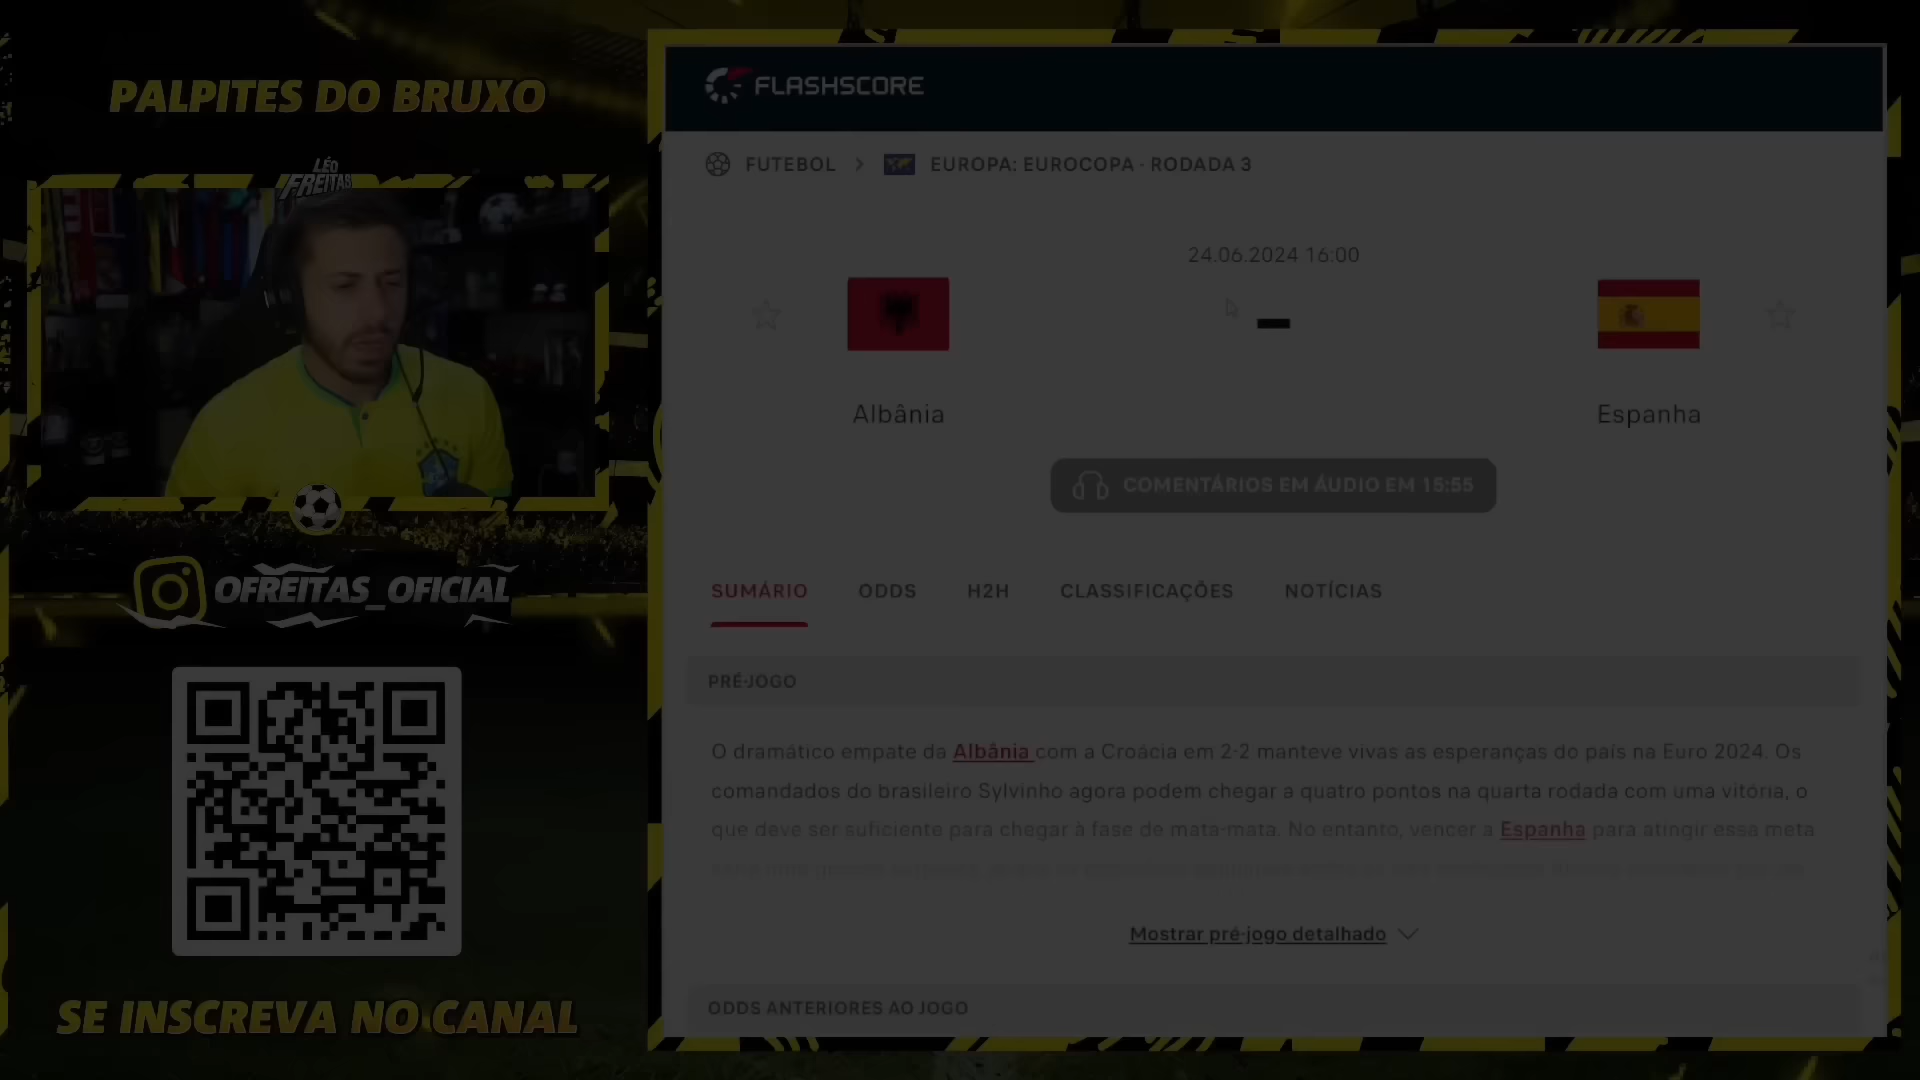 PALPITES DO BRUXO
LÉO
FREITAS
OFREITAS_OFICIAL
SE INSCREVA NO CANAL
FLASHSCORE
FUTEBOL > EUROPA: EUROCOPA - RODADA 3
24.06.2024 16:00
Albânia
Espanha
COMENTÁRIOS EM ÁUDIO EM 15:55
SUMÁRIO ODDS H2H CLASSIFICAÇÕES NOTÍCIAS
PRÉ-JOGO
O dramático empate da Albânia com a Croácia em 2-2 manteve vivas as esperanças do país na Euro 2024. Os
comandados do brasileiro Sylvinho agora podem chegar a quatro pontos na quarta rodada com uma vitória, o
que deve ser suficiente para chegar à fase de mata-mata. No entanto, vencer a Espanha para atingir essa meta
Mostrar pré-jogo detalhado
ODDS ANTERIORES AO JOGO